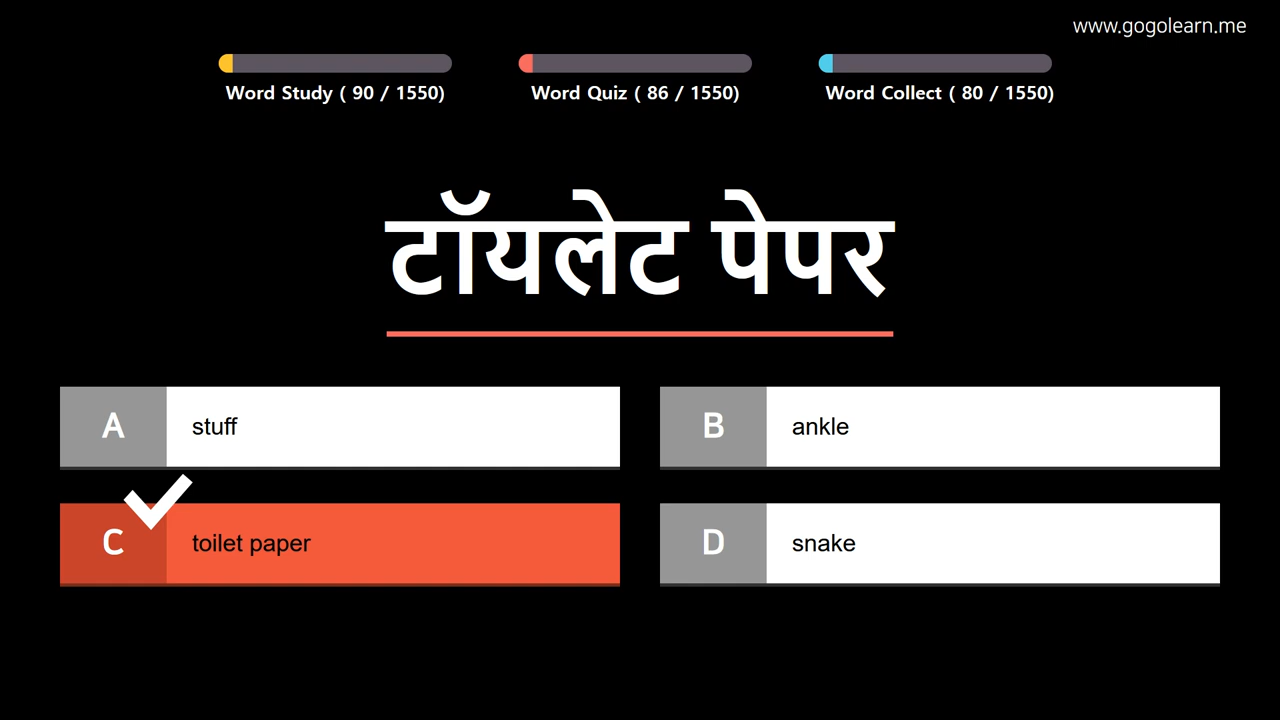 www.gogolearn.me
Word Study ( 90 / 1550)
Word Quiz ( 86 / 1550)
Word Collect ( 80 / 1550)
टॉयलेट पेपर
A
stuff
B
ankle
C
toilet paper
D
snake